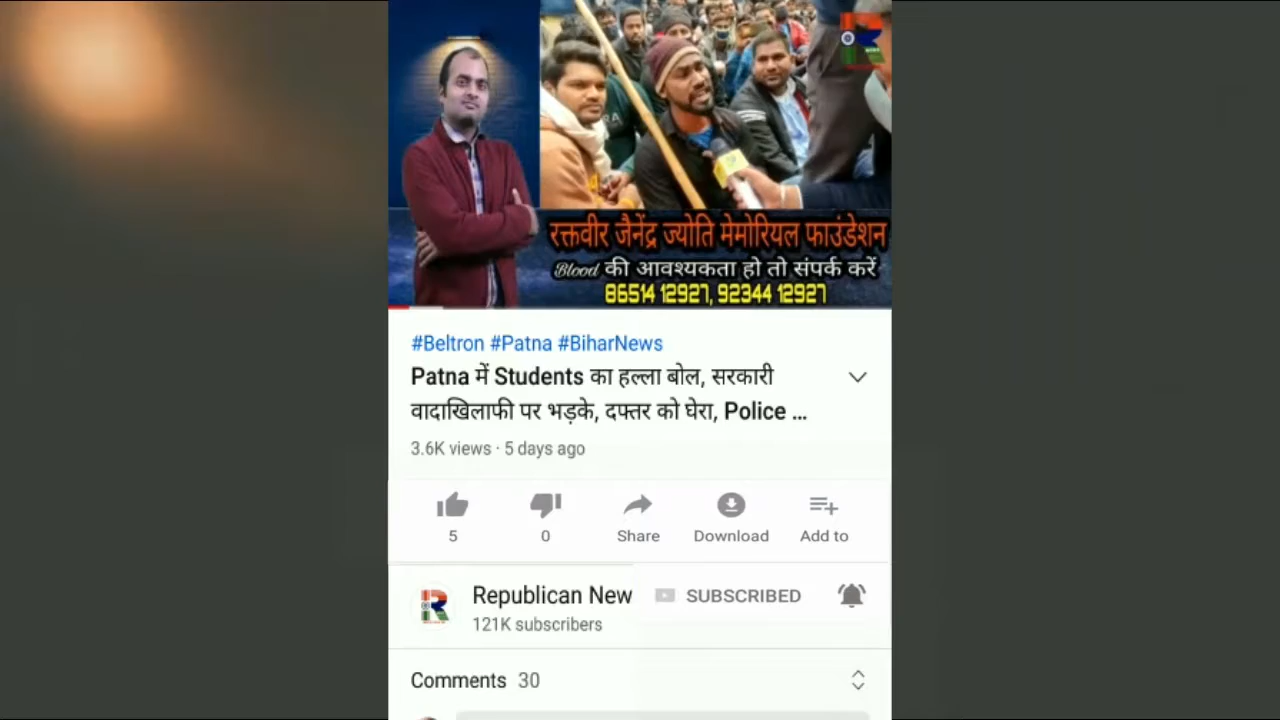 रक्तवीर जैनेंद्र ज्योति मेमोरियल फाउंडेशन
Blood की आवश्यकता हो तो संपर्क करें
86514 12927, 92344 12927
#Beltron #Patna #BiharNews
Patna में Students का हल्ला बोल, सरकारी
वादाखिलाफी पर भड़के, दफ्तर को घेरा, Police ...
3.6K views · 5 days ago
5 0 Share Download Add to
Republican New SUBSCRIBED
121K subscribers
Comments 30